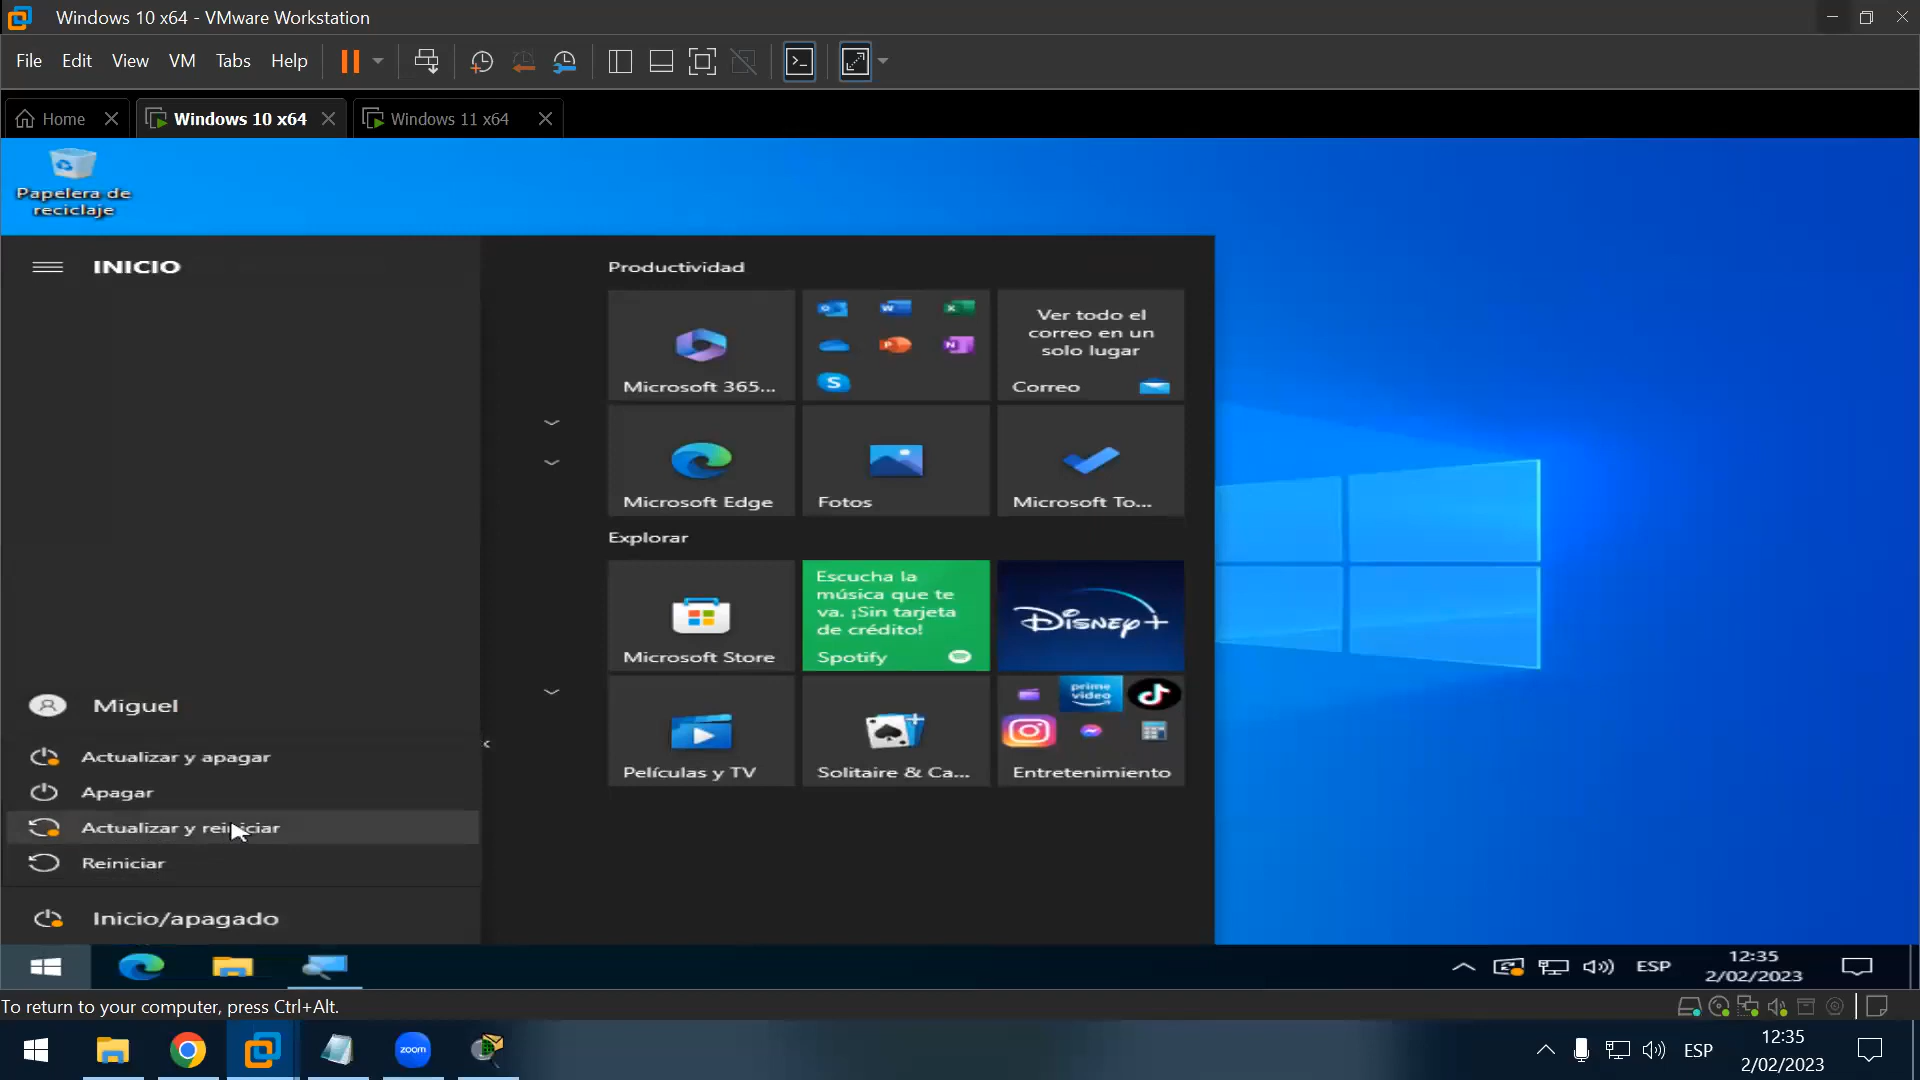 Windows 10 x64 - VMware Workstation
File Edit View VM Tabs Help
Home
Windows 10 x64
Windows 11 x64
Papelera de
reciclaje
INICIO
Productividad
Microsoft 365...
Ver todo el
correo en un
solo lugar
Correo
Microsoft Edge
Fotos
Microsoft To...
Explorar
Microsoft Store
Escucha la
música que te
va. ¡Sin tarjeta
de crédito!
Spotify
Disney+
Películas y TV
Solitaire & Ca...
prime
video
Entretenimiento
Miguel
Actualizar y apagar
Apagar
Actualizar y reiniciar
Reiniciar
Inicio/apagado
ESP
12:35
2/02/2023
To return to your computer, press Ctrl+Alt.
zoom
ESP
12:35
2/02/2023